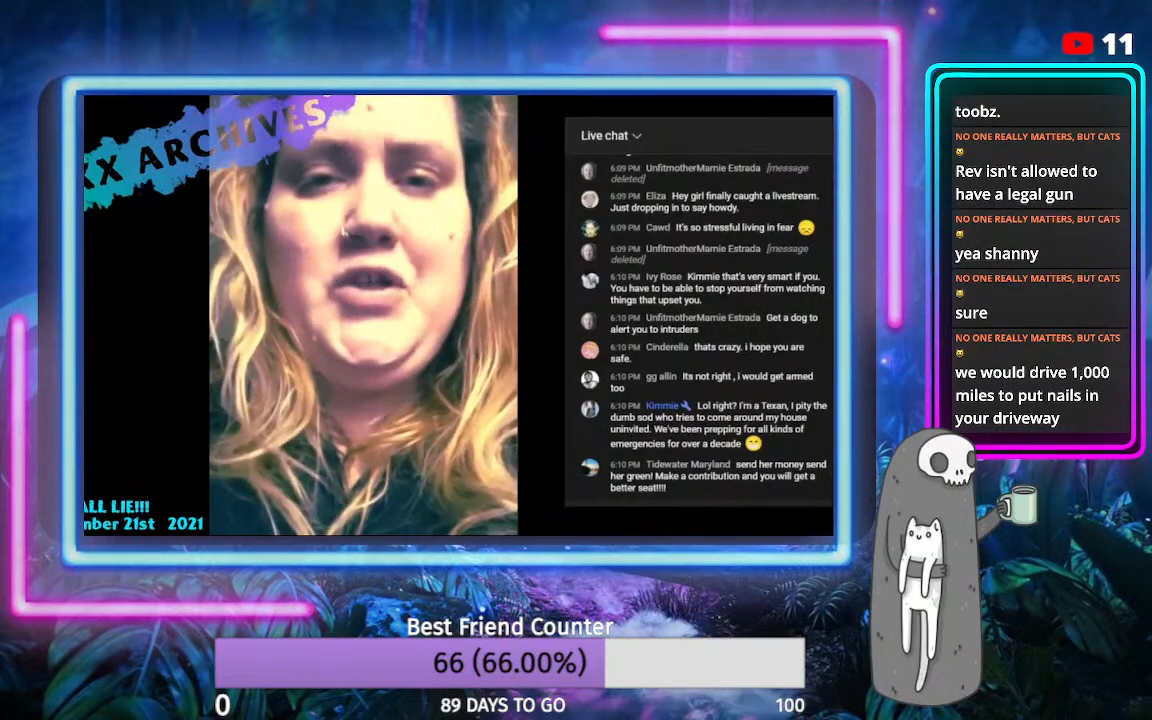 11
XX ARCHIVES
ALL LIE!!!
mber 21st 2021
Live chat
6:09 PM UnfitmotherMamie Estrada [message
deleted]
6:09 PM Eliza Hey girl finally caught a livestream.
Just dropping in to say howdy.
6:09 PM Cawd It's so stressful living in fear 😞
6:09 PM UnfitmotherMamie Estrada [message
deleted]
6:10 PM Ivy Rose Kimmie that's very smart if you.
You have to be able to stop yourself from watching
things that upset you.
6:10 PM UnfitmotherMamie Estrada Get a dog to
alert you to intruders
6:10 PM Cinderella thats crazy. i hope you are
safe.
6:10 PM gg allin Its not right , i would get armed
too
6:10 PM Kimmie Lol right? I'm a Texan, I pity the
dumb sod who tries to come around my house
uninvited. We've been prepping for all kinds of
emergencies for over a decade 😁
6:10 PM Tidewater Maryland send her money send
her green! Make a contribution and you will get a
better seat!!!!
toobz.
NO ONE REALLY MATTERS, BUT CATS
🐱
Rev isn't allowed to
have a legal gun
NO ONE REALLY MATTERS, BUT CATS
🐱
yea shanny
NO ONE REALLY MATTERS, BUT CATS
🐱
sure
NO ONE REALLY MATTERS, BUT CATS
🐱
we would drive 1,000
miles to put nails in
your driveway
Best Friend Counter
66 (66.00%)
0
89 DAYS TO GO
100